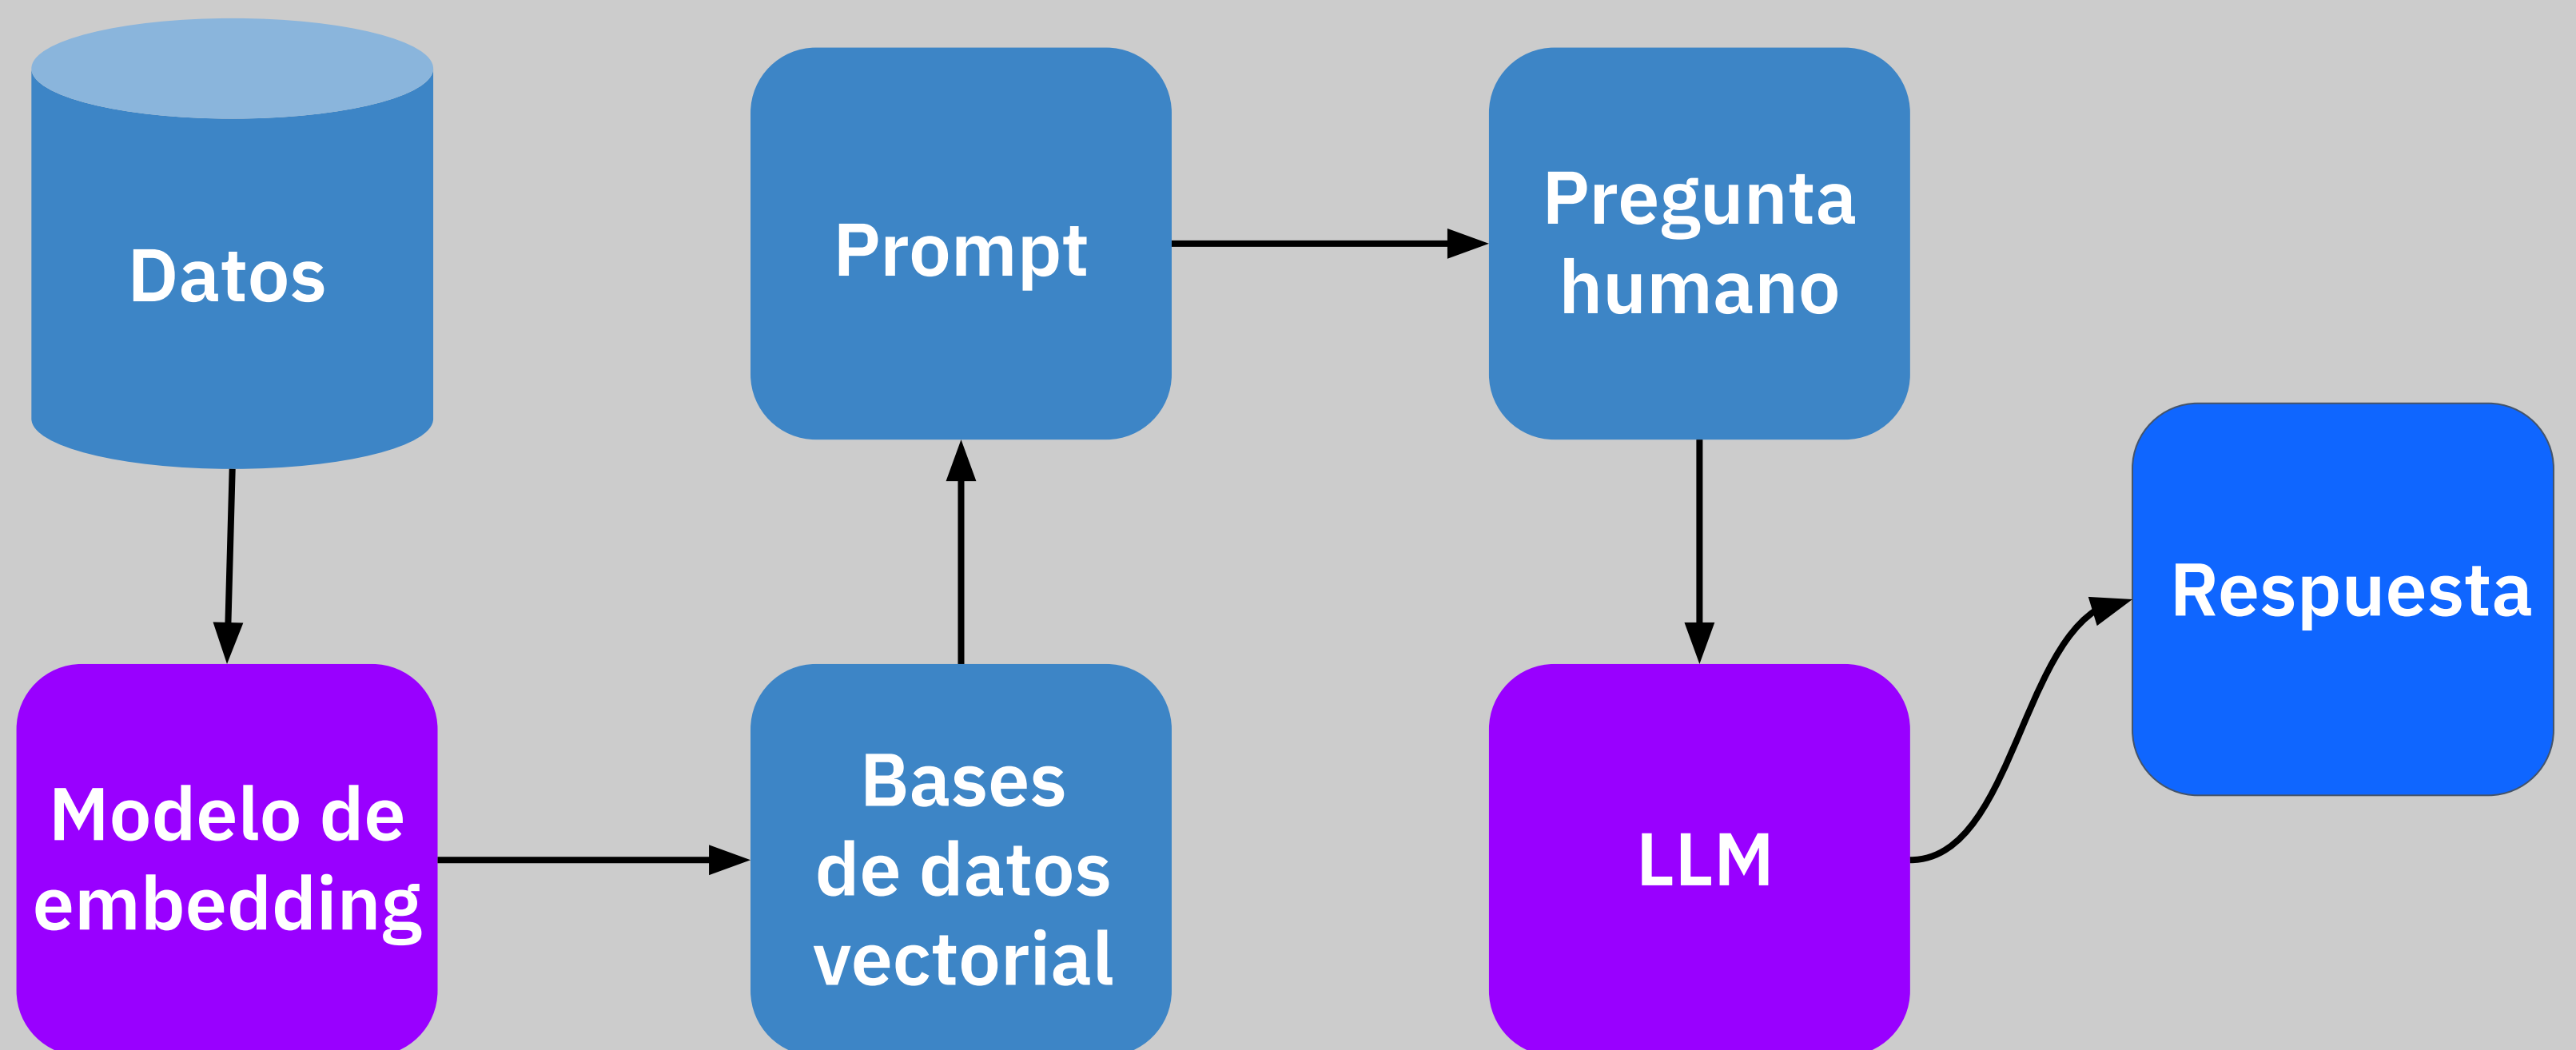 Datos
Modelo de
embedding
Bases
de datos
vectorial
Prompt
Pregunta
humano
LLM
Respuesta